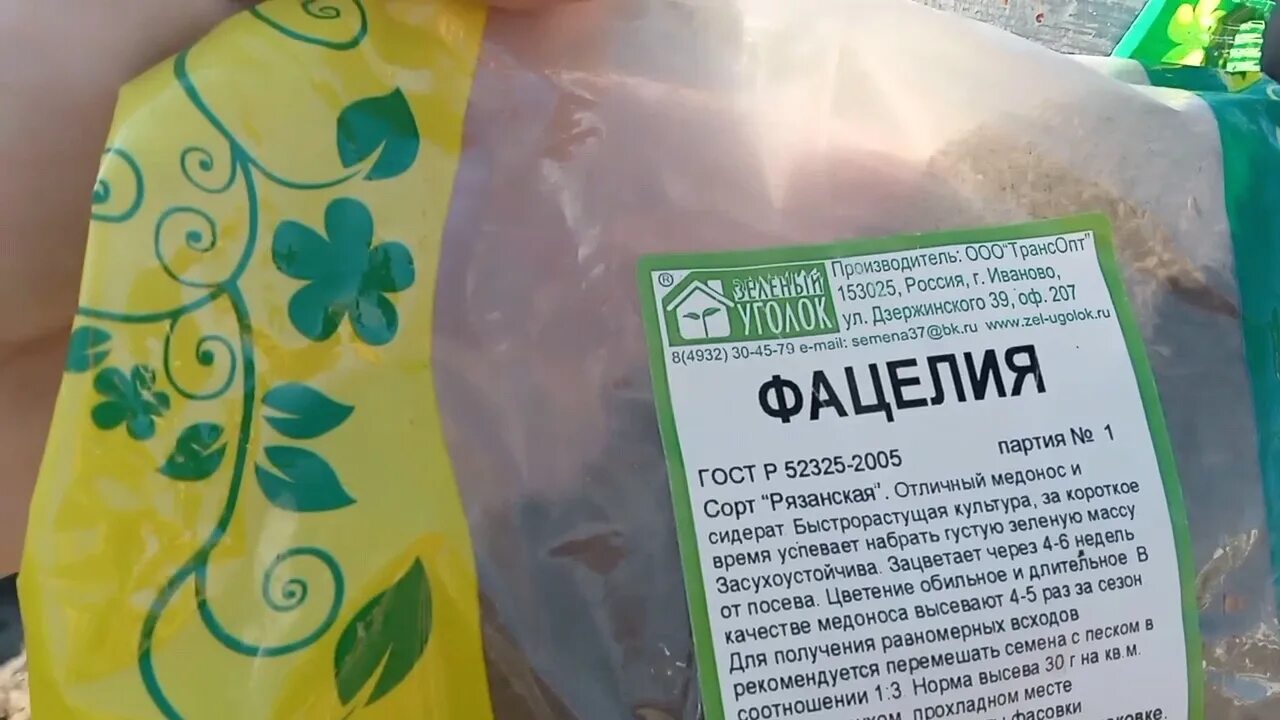 ®
ЗЕЛЕНЫЙ
УГОЛОК
Производитель: ООО"ТрансОпт"
153025, Россия, г. Иваново,
ул. Дзержинского 39, оф. 207
8(4932) 30-45-79 e-mail: semena37@bk.ru www.zel-ugolok.ru
ФАЦЕЛИЯ
ГОСТ Р 52325-2005 партия № 1
Сорт "Рязанская". Отличный медонос и
сидерат. Быстрорастущая культура, за короткое
время успевает набрать густую зеленую массу
Засухоустойчива. Зацветает через 4-6 недель
от посева. Цветение обильное и длительное. В
качестве медоноса высевают 4-5 раз за сезон
Для получения равномерных всходов
рекомендуется перемешать семена с песком в
соотношении 1:3. Норма высева 30 г на кв.м.
прохладном месте
фасовки